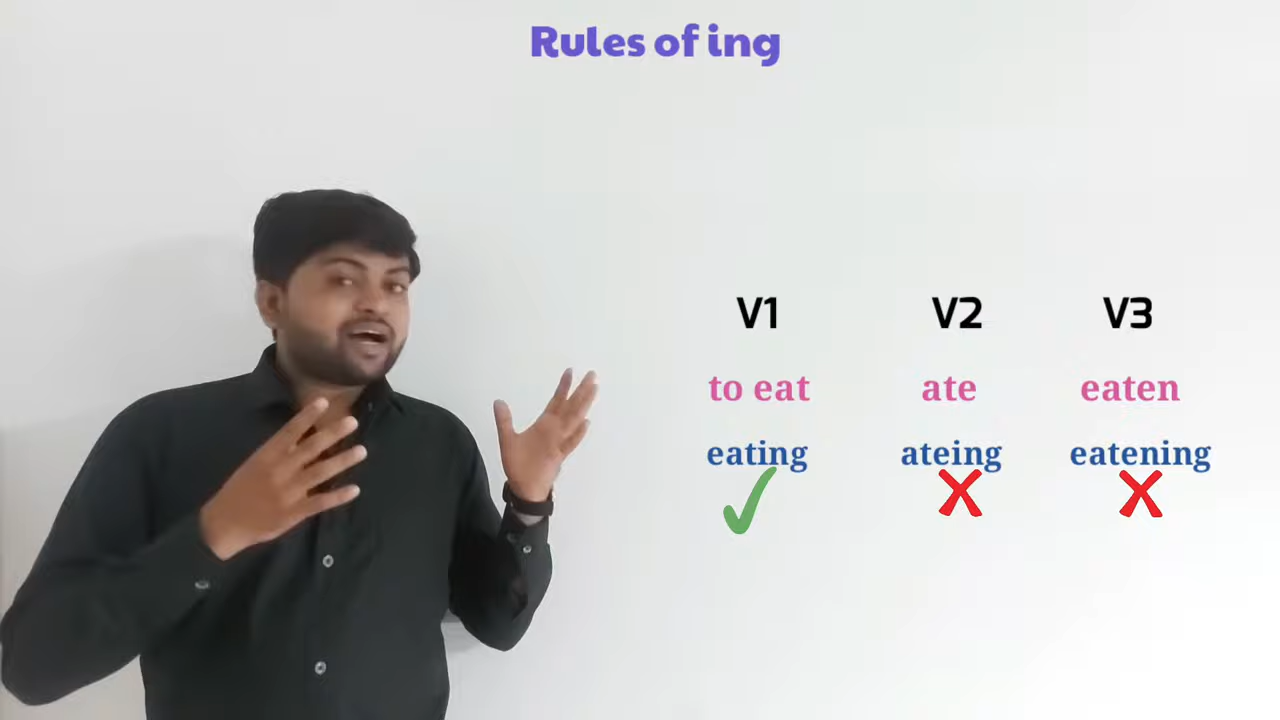 Rules of ing
V1 V2 V3
to eat ate eaten
eating ateing eatening